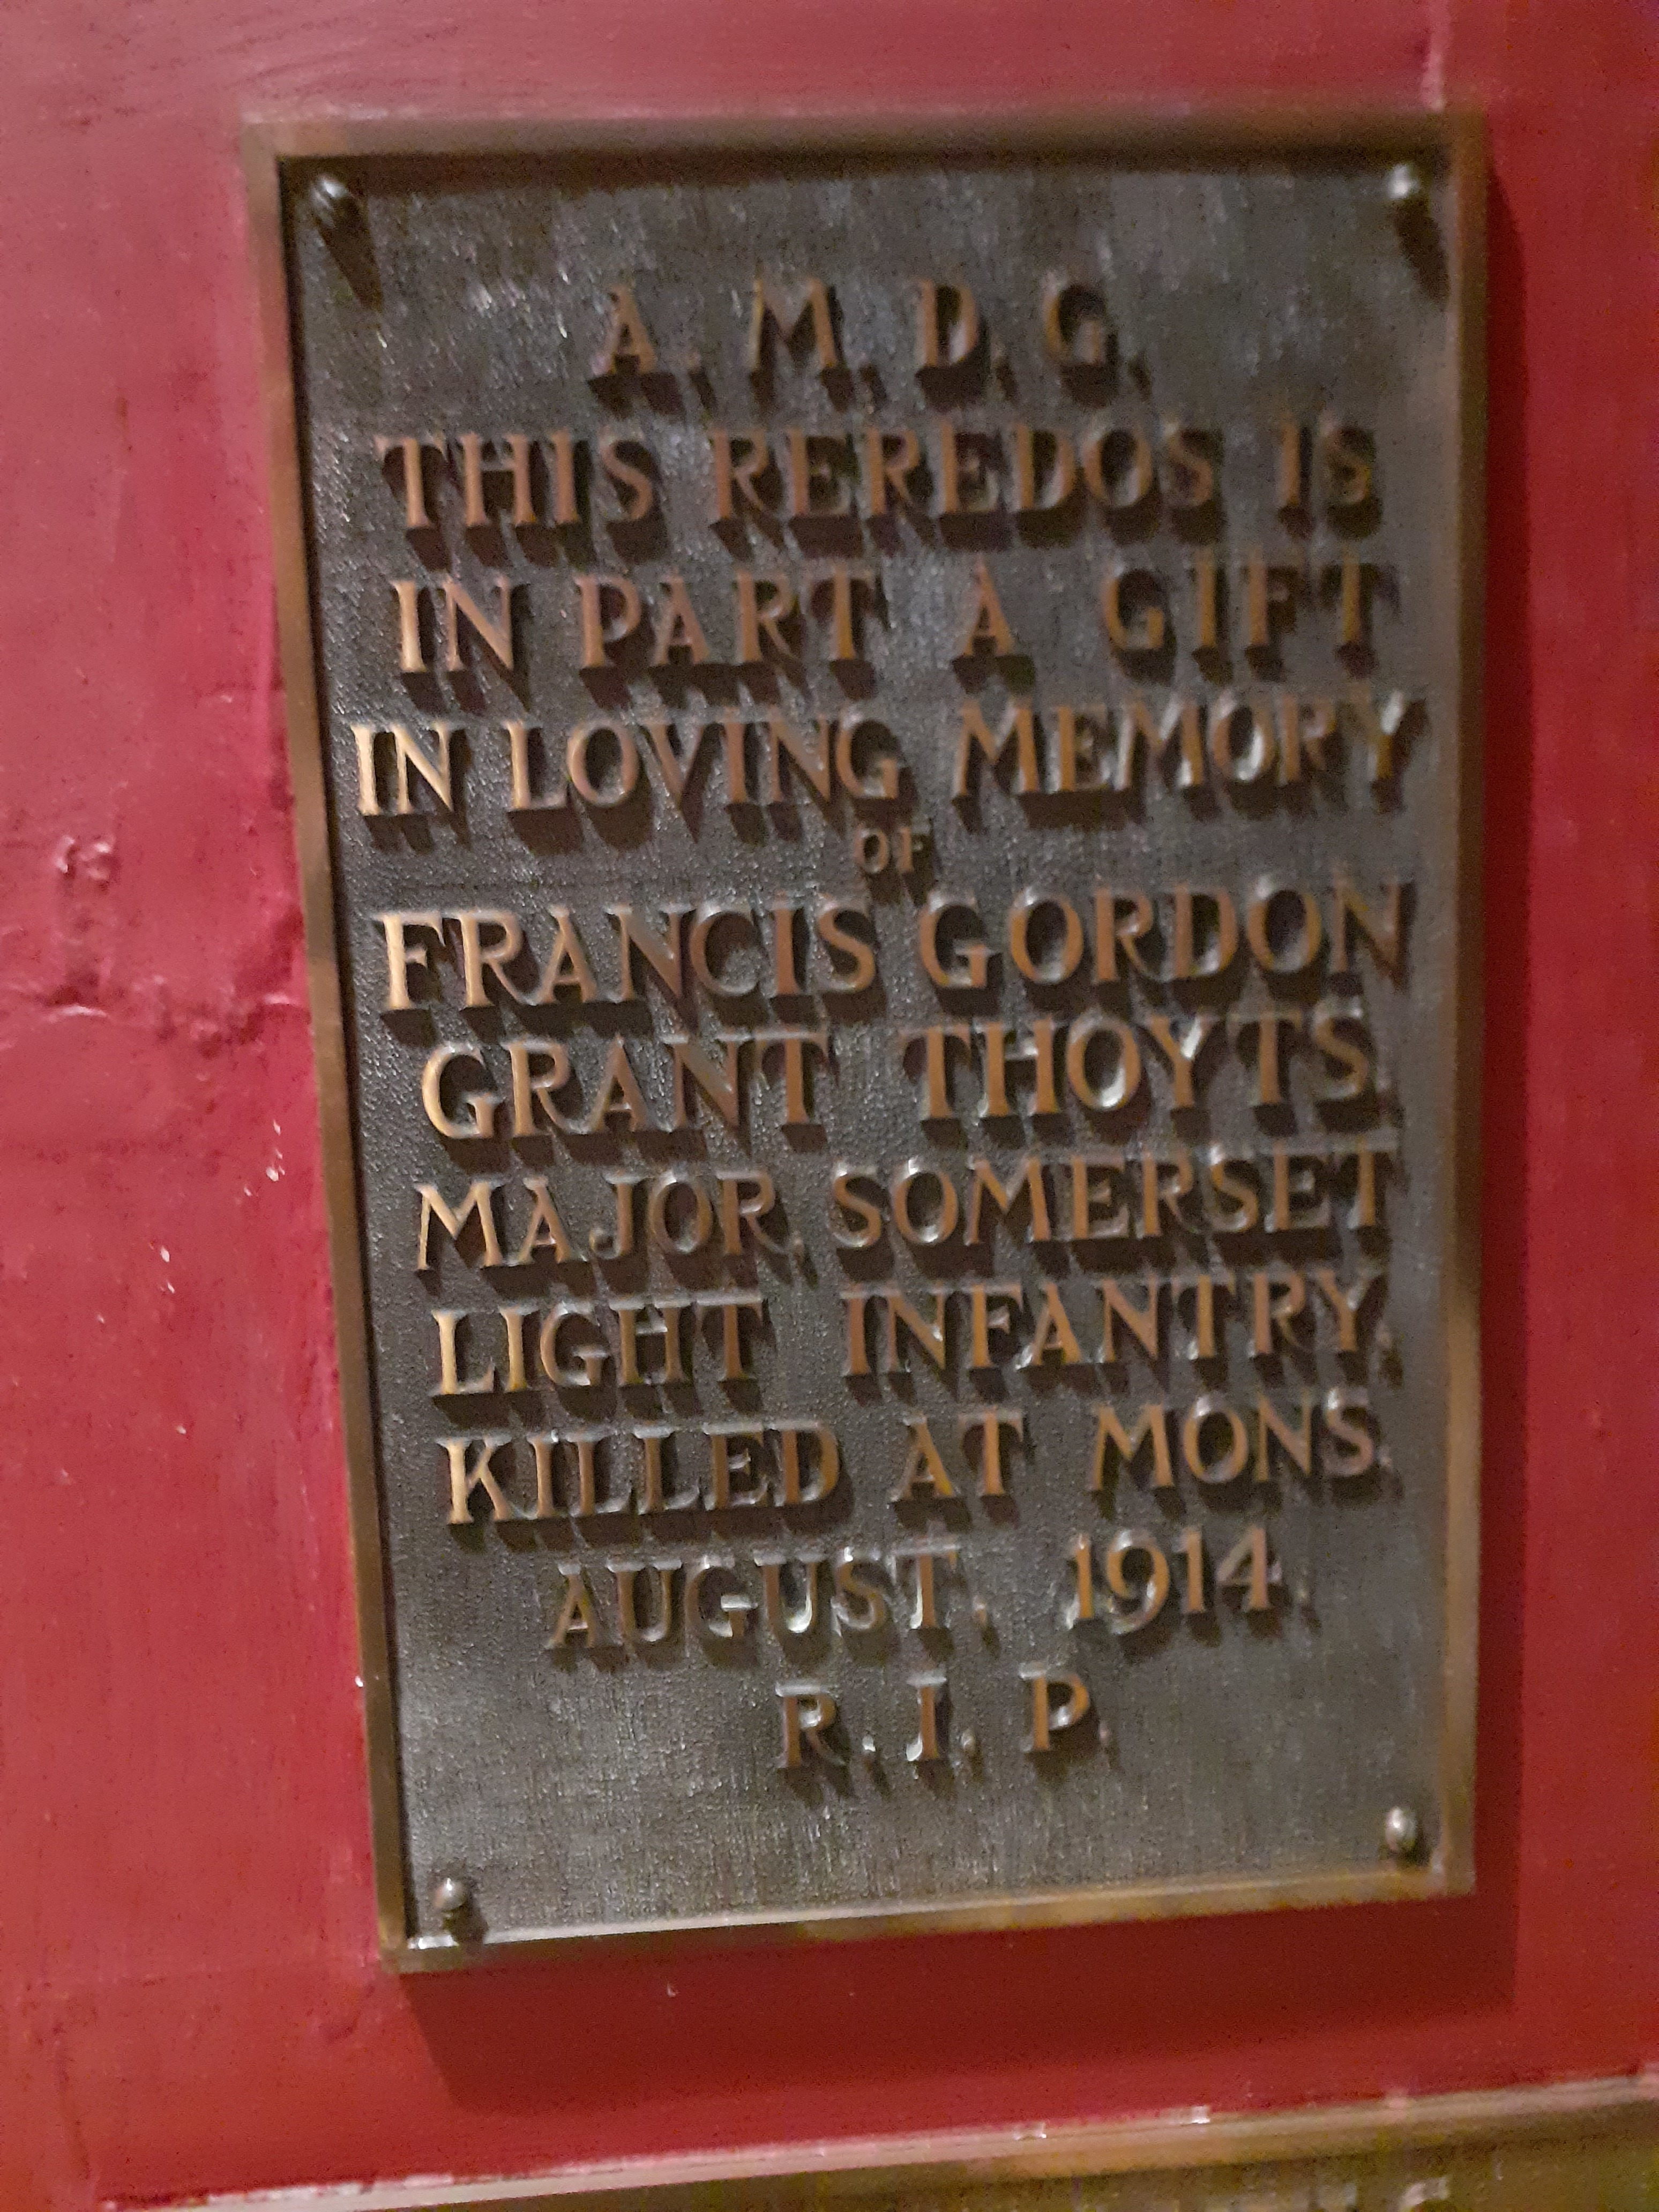 A. M. D. G.
THIS REREDOS IS
IN PART A GIFT
IN LOVING MEMORY
OF
FRANCIS GORDON
GRANT THOYTS.
MAJOR, SOMERSET
LIGHT INFANTRY.
KILLED AT MONS.
AUGUST. 1914.
R. I. P.